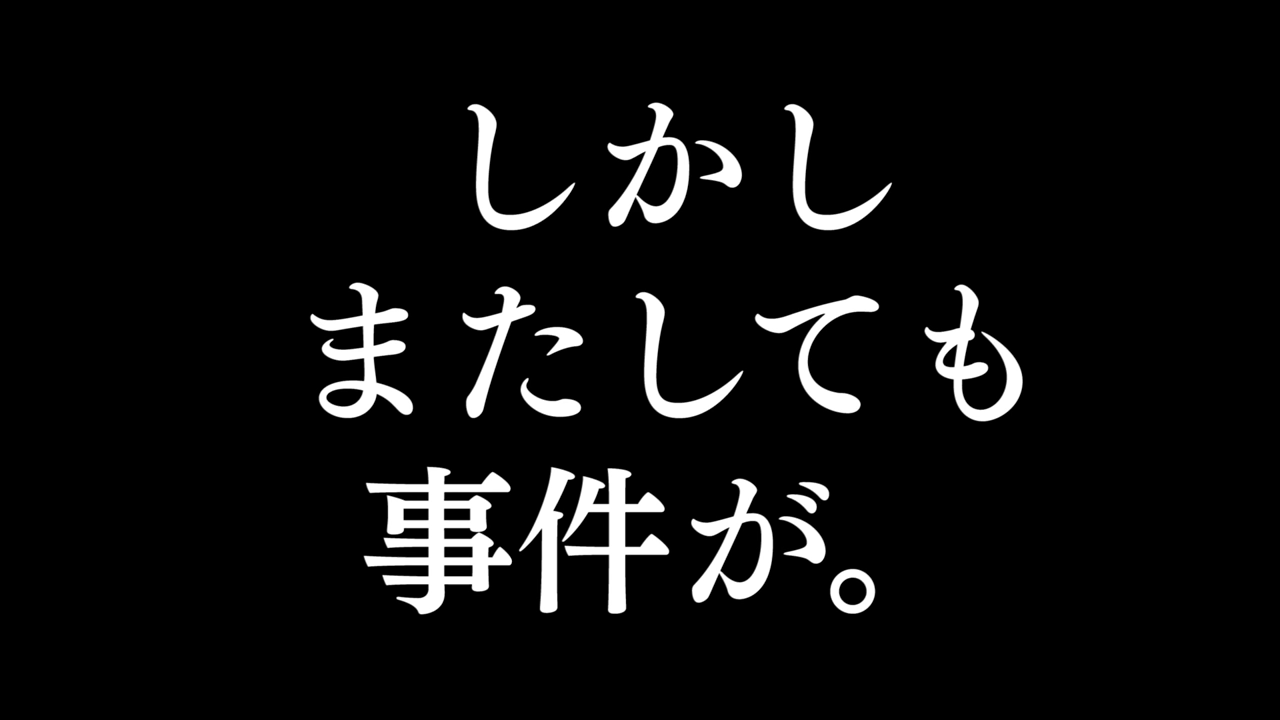 しかし
またしても
事件が。